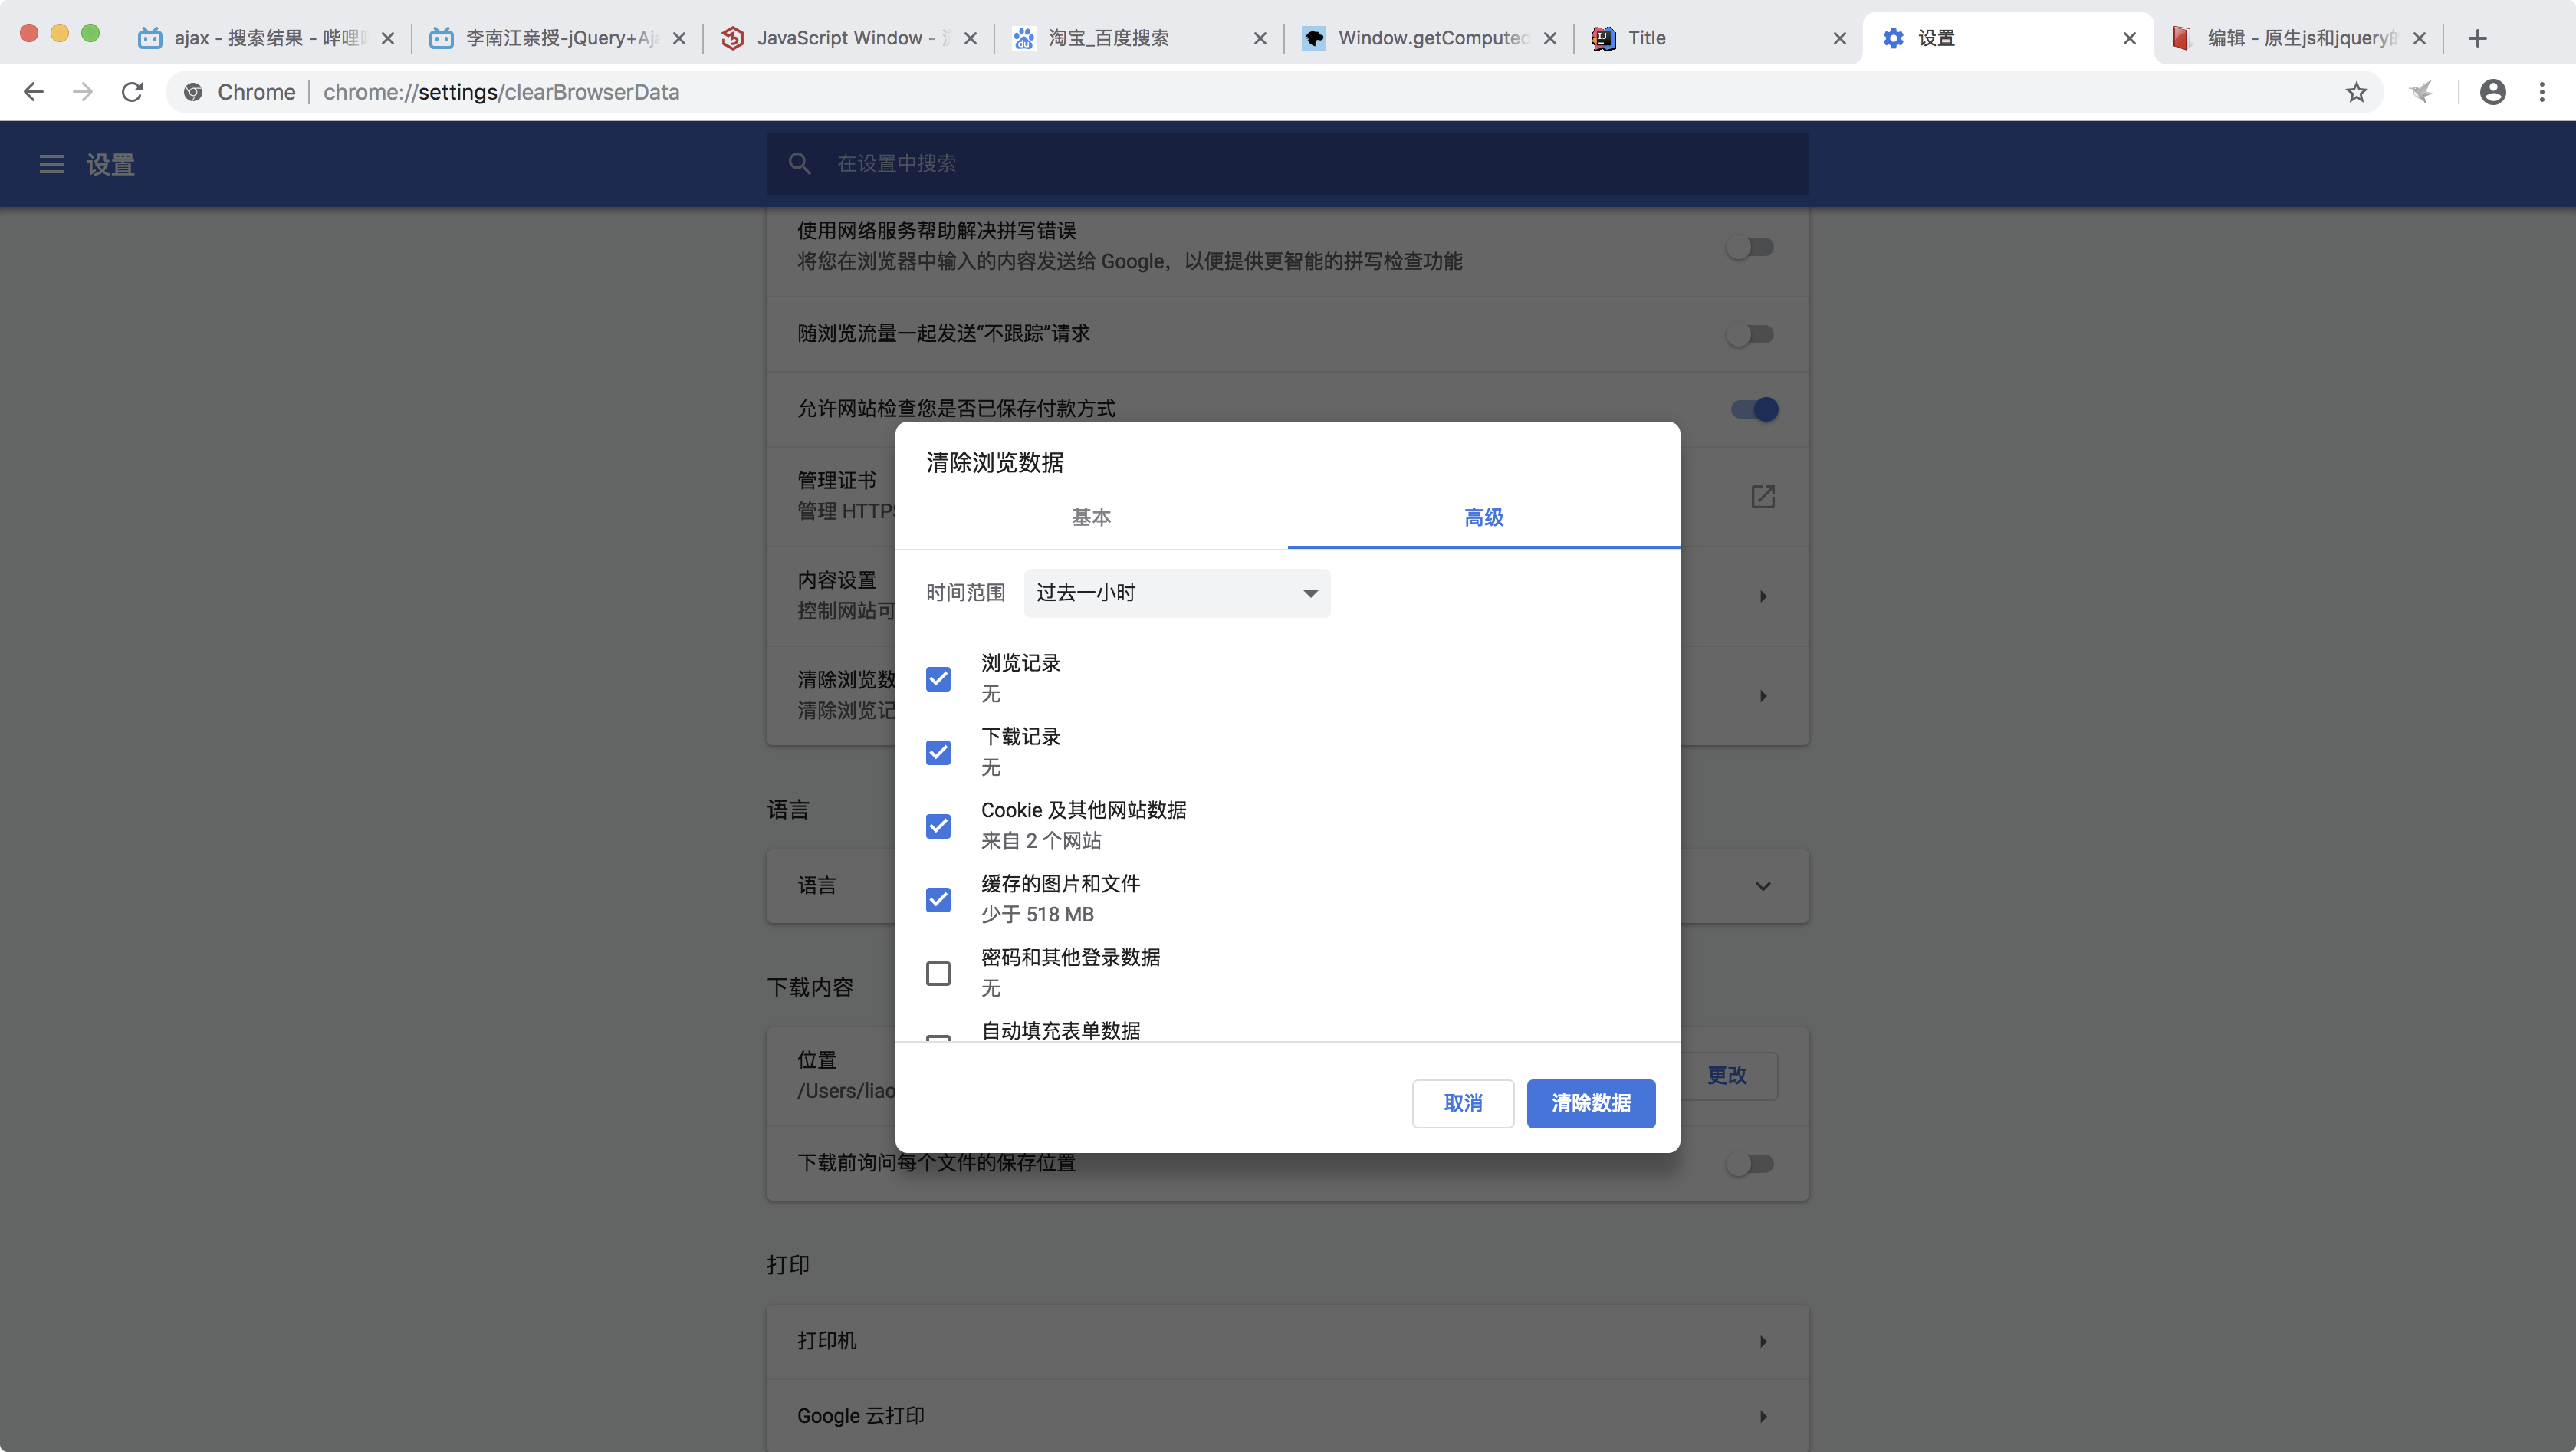 ajax - 搜索结果 - 哔哩
李南江亲授-jQuery+Aj
JavaScript Window -
淘宝_百度搜索
Window.getComputed
Title
设置
编辑 - 原生js和jquery的
Chrome
chrome://settings/clearBrowserData
设置
在设置中搜索
使用网络服务帮助解决拼写错误
将您在浏览器中输入的内容发送给 Google，以便提供更智能的拼写检查功能
随浏览流量一起发送“不跟踪”请求
允许网站检查您是否已保存付款方式
管理证书
管理 HTTPS
内容设置
控制网站可
清除浏览数
清除浏览记
清除浏览数据
基本
高级
时间范围
过去一小时
浏览记录
无
下载记录
无
Cookie 及其他网站数据
来自 2 个网站
缓存的图片和文件
少于 518 MB
密码和其他登录数据
无
自动填充表单数据
取消
清除数据
语言
语言
下载内容
位置
/Users/liao
更改
下载前询问每个文件的保存位置
打印
打印机
Google 云打印